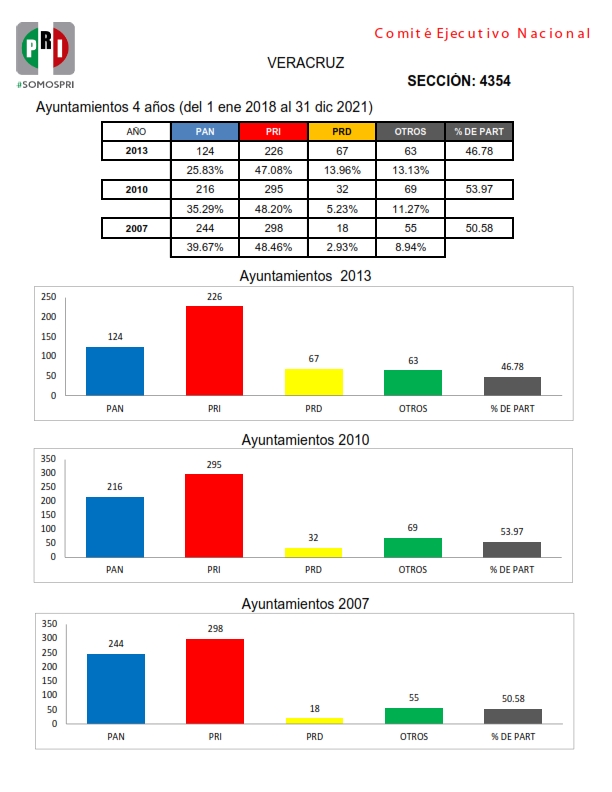 Comité Ejecutivo Nacional
PRI
#SOMOSPRI
VERACRUZ
SECCIÓN: 4354
Ayuntamientos 4 años (del 1 ene 2018 al 31 dic 2021)
AÑO PAN PRI PRD OTROS % DE PART
2013 124 226 67 63 46.78
25.83% 47.08% 13.96% 13.13%
2010 216 295 32 69 53.97
35.29% 48.20% 5.23% 11.27%
2007 244 298 18 55 50.58
39.67% 48.46% 2.93% 8.94%
Ayuntamientos 2013
250
200
150
100
50
0
124 226 67 63 46.78
PAN PRI PRD OTROS % DE PART
Ayuntamientos 2010
350
300
250
200
150
100
50
0
216 295 32 69 53.97
PAN PRI PRD OTROS % DE PART
Ayuntamientos 2007
350
300
250
200
150
100
50
0
244 298 18 55 50.58
PAN PRI PRD OTROS % DE PART